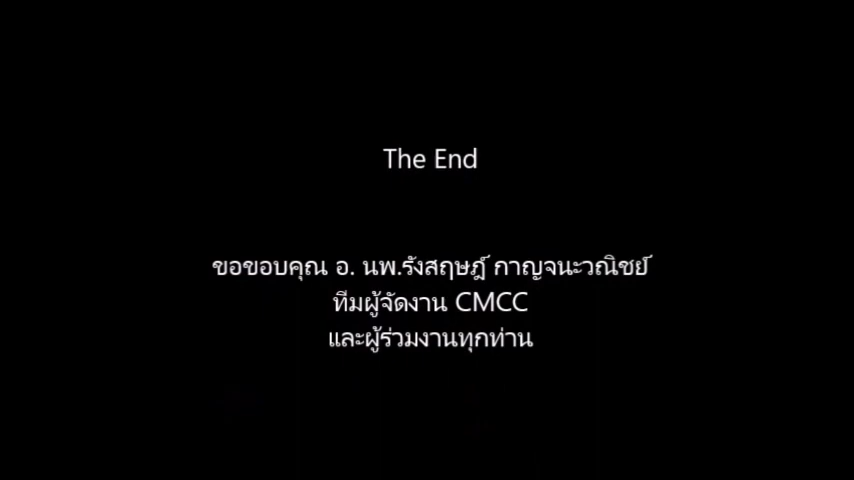 The End
ขอขอบคุณ อ. นพ.รังสฤษฎ์ กาญจนะวณิชย์
ทีมผู้จัดงาน CMCC
และผู้ร่วมงานทุกท่าน